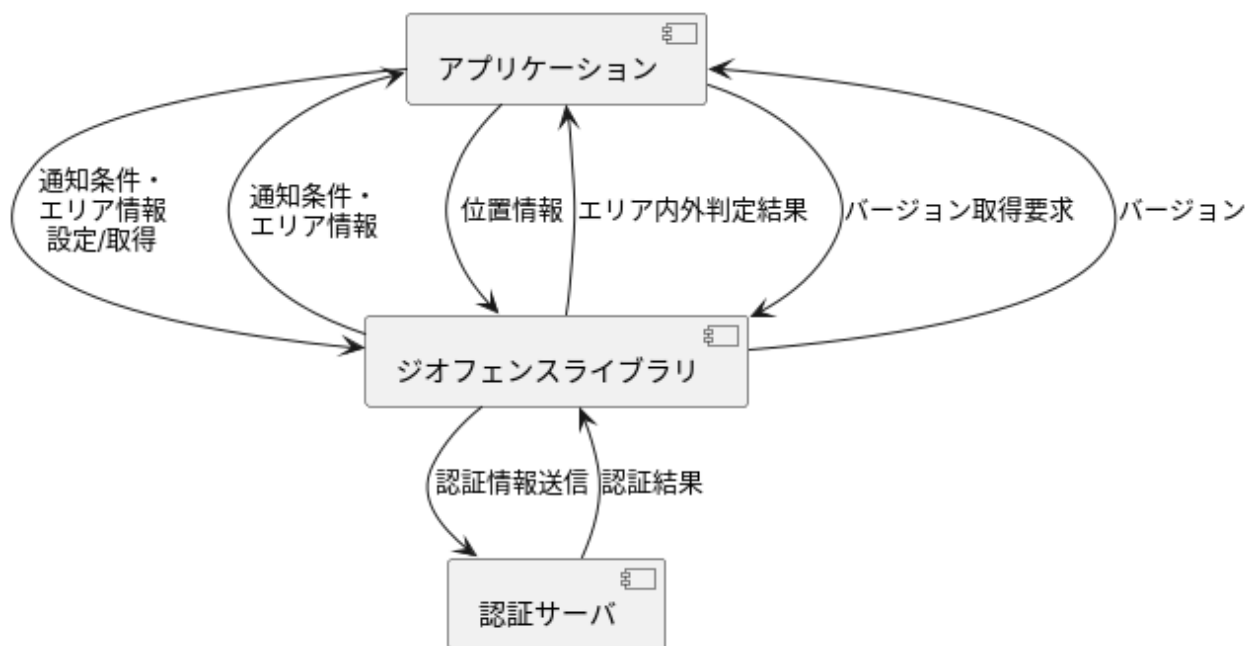 アプリケーション
通知条件・
エリア情報
設定/取得
通知条件・
エリア情報
位置情報
エリア内外判定結果
バージョン取得要求
バージョン
ジオフェンスライブラリ
認証情報送信
認証結果
認証サーバ